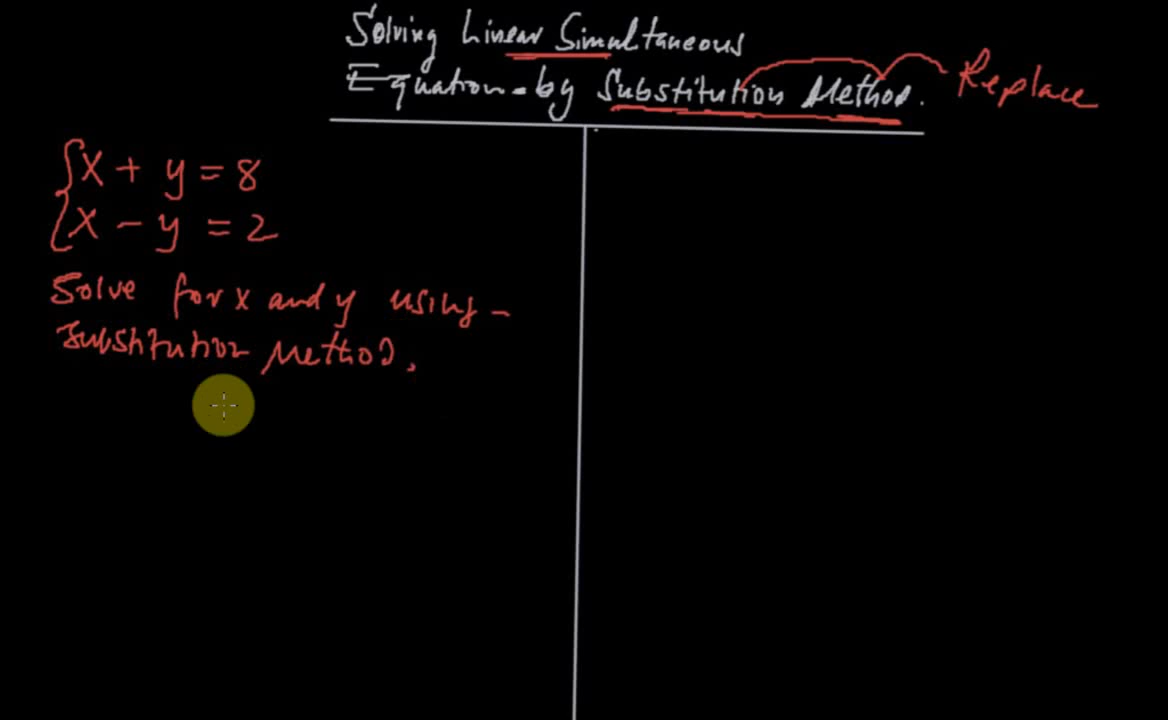 Solving Linear Simultaneous
Equation-by Substitution Method.
Replace
x + y = 8
x - y = 2
Solve for x and y using-
Substitution Method.